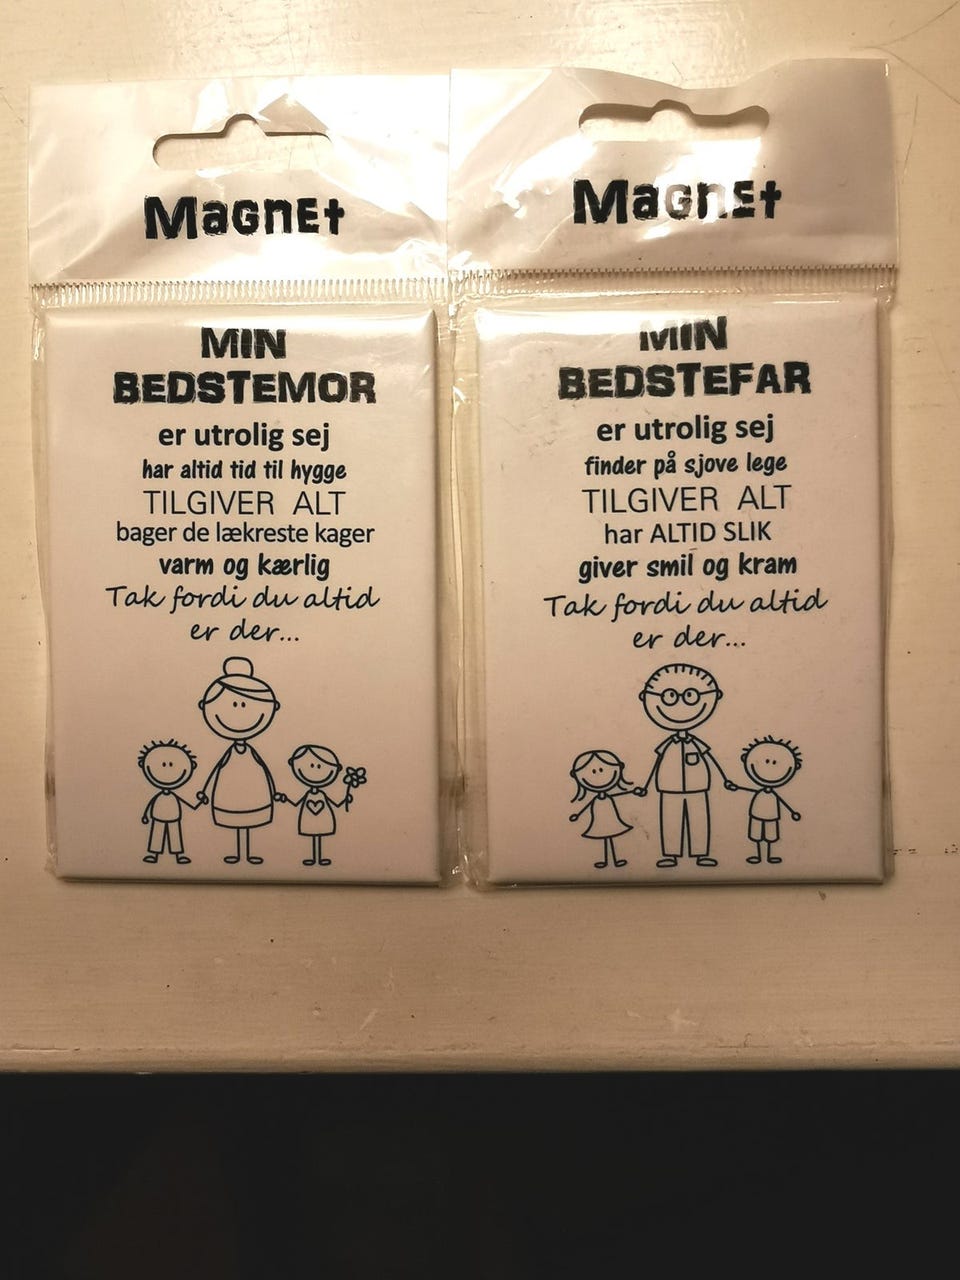 MaGnEt
MIN
BEDSTEMOR
er utrolig sej
har altid tid til hygge
TILGIVER ALT
bager de lækreste kager
varm og kærlig
Tak fordi du altid
er der...
MaGnEt
MIN
BEDSTEFAR
er utrolig sej
finder på sjove lege
TILGIVER ALT
har ALTID SLIK
giver smil og kram
Tak fordi du altid
er der...